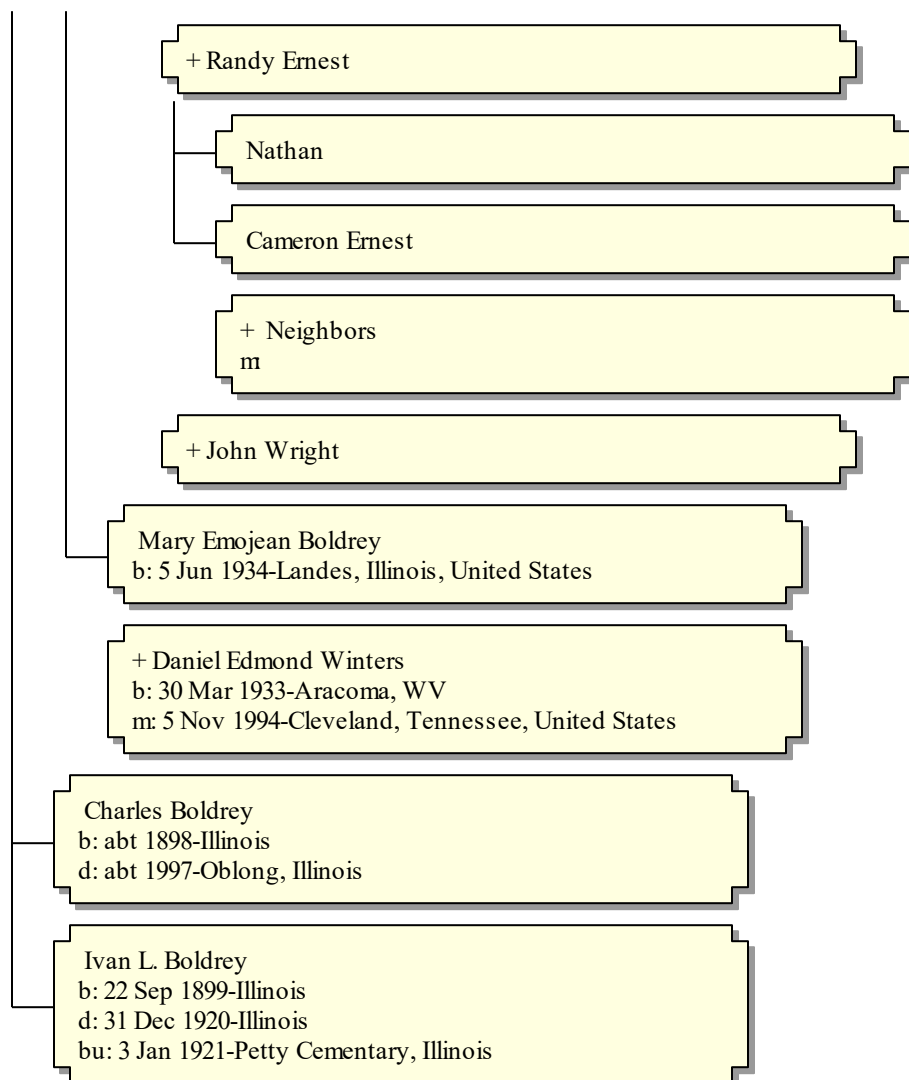 + Randy Ernest
Nathan
Cameron Ernest
+ Neighbors
m:
+ John Wright
Mary Emojean Boldrey
b: 5 Jun 1934-Landes, Illinois, United States
+ Daniel Edmond Winters
b: 30 Mar 1933-Aracoma, WV
m: 5 Nov 1994-Cleveland, Tennessee, United States
Charles Boldrey
b: abt 1898-Illinois
d: abt 1997-Oblong, Illinois
Ivan L. Boldrey
b: 22 Sep 1899-Illinois
d: 31 Dec 1920-Illinois
bu: 3 Jan 1921-Petty Cementary, Illinois